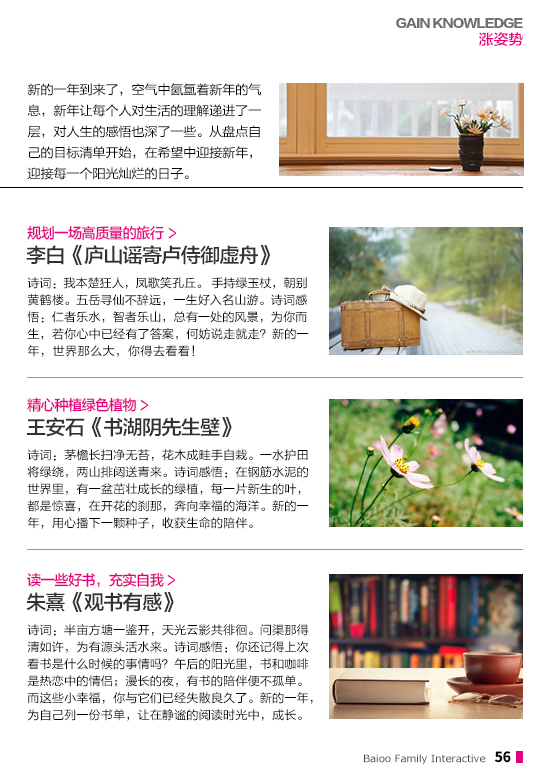 GAIN KNOWLEDGE
涨姿势
新的一年到来了，空气中氤氲着新年的气
息，新年让每个人对生活的理解递进了一
层，对人生的感悟也深了一些。从盘点自
己的目标清单开始，在希望中迎接新年，
迎接每一个阳光灿烂的日子。
规划一场高质量的旅行 >
李白《庐山谣寄卢侍御虚舟》
诗词：我本楚狂人，凤歌笑孔丘。 手持绿玉杖，朝别
黄鹤楼。五岳寻仙不辞远，一生好入名山游。诗词感
悟：仁者乐水，智者乐山，总有一处的风景，为你而
生，若你心中已经有了答案，何妨说走就走？新的一
年，世界那么大，你得去看看！
精心种植绿色植物 >
王安石《书湖阴先生壁》
诗词：茅檐长扫净无苔，花木成畦手自栽。一水护田
将绿绕，两山排闼送青来。诗词感悟：在钢筋水泥的
世界里，有一盆茁壮成长的绿植，每一片新生的叶，
都是惊喜，在开花的刹那，奔向幸福的海洋。新的一
年，用心播下一颗种子，收获生命的陪伴。
读一些好书，充实自我 >
朱熹《观书有感》
诗词：半亩方塘一鉴开，天光云影共徘徊。问渠那得
清如许，为有源头活水来。诗词感悟：你还记得上次
看书是什么时候的事情吗？午后的阳光里，书和咖啡
是热恋中的情侣；漫长的夜，有书的陪伴便不孤单。
而这些小幸福，你与它们已经失散良久了。新的一年，
为自己列一份书单，让在静谧的阅读时光中，成长。
Baioo Family Interactive 56